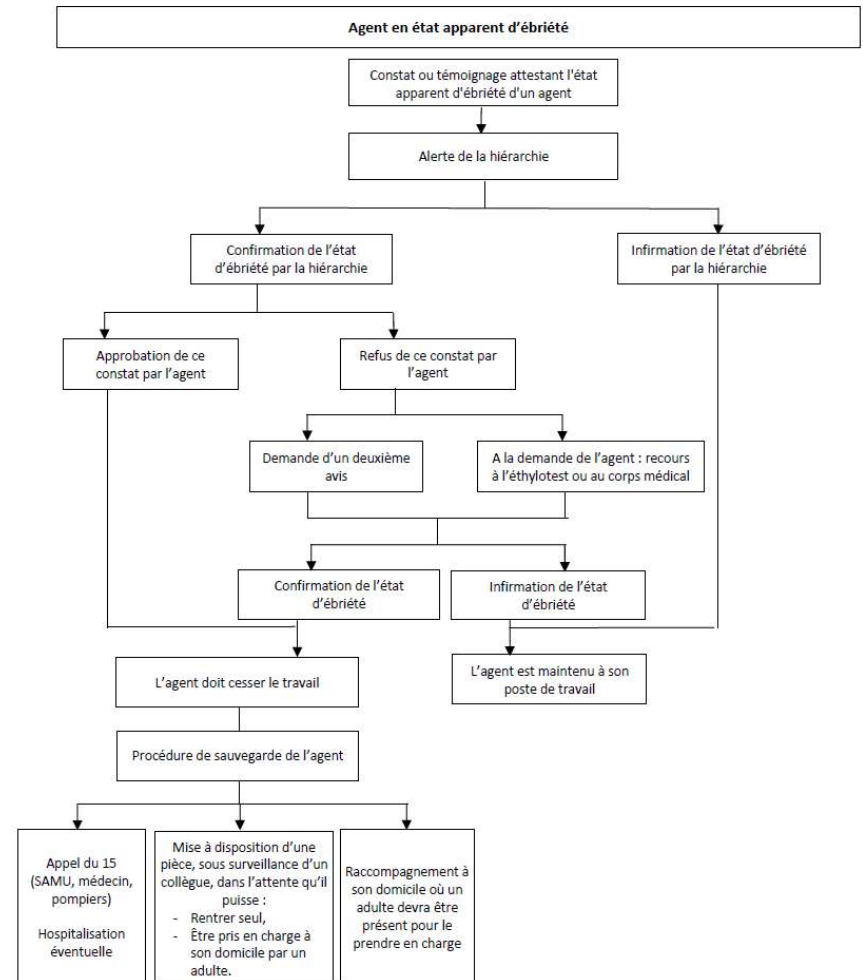 Agent en état apparent d’ébriété
Constat ou témoignage attestant l'état
apparent d'ébriété d'un agent
Alerte de la hiérarchie
Confirmation de l’état
d’ébriété par la hiérarchie
Infirmation de l’état d’ébriété
par la hiérarchie
Approbation de ce
constat par l’agent
Refus de ce constat par
l’agent
Demande d’un deuxième
avis
A la demande de l’agent : recours
à l’éthylotest ou au corps médical
Confirmation de l’état
d’ébriété
Infirmation de l’état
d’ébriété
L’agent doit cesser le travail
L’agent est maintenu à son
poste de travail
Procédure de sauvegarde de l’agent
Appel du 15
(SAMU, médecin,
pompiers)
Hospitalisation
éventuelle
Mise à disposition d’une
pièce, sous surveillance d’un
collègue, dans l’attente qu’il
puisse :
- Rentrer seul,
- Être pris en charge à
son domicile par un
adulte.
Raccompagnement à
son domicile où un
adulte devra être
présent pour le
prendre en charge